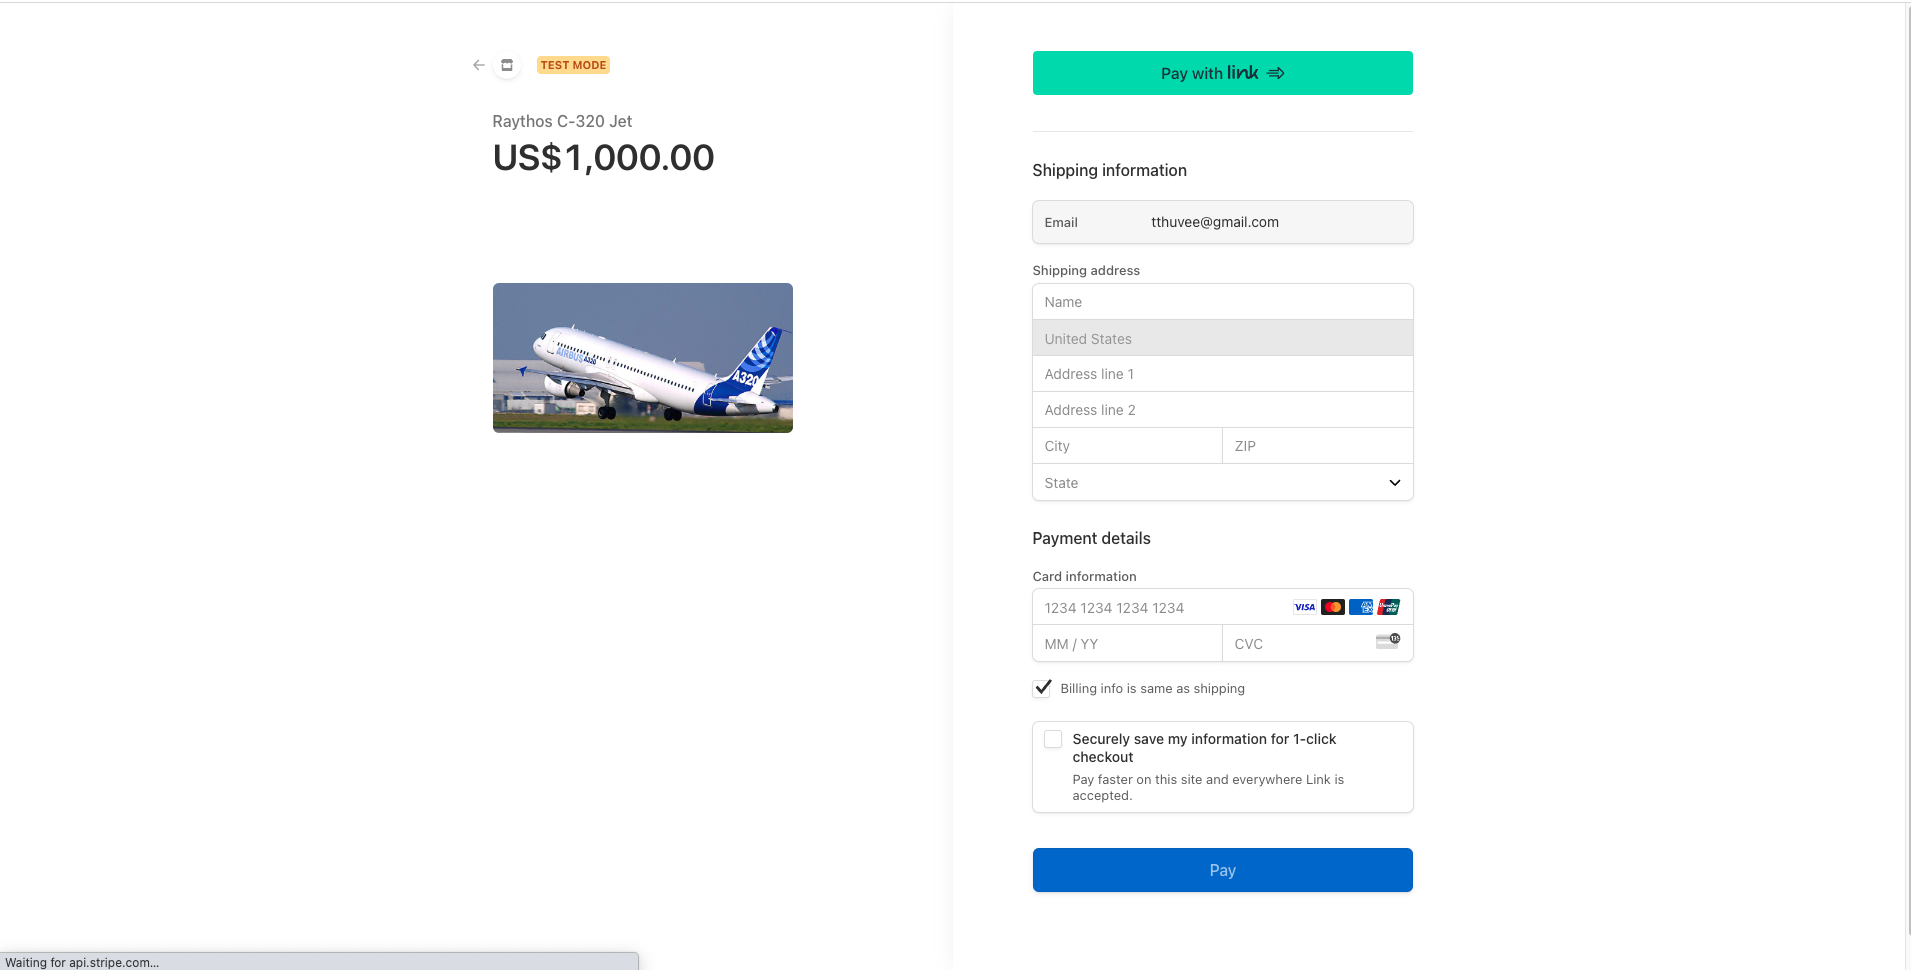 TEST MODE
Raythos C-320 Jet
US$1,000.00
AIRBUS A320
A320
Pay with link
Shipping information
Email tthuvee@gmail.com
Shipping address
Name
United States
Address line 1
Address line 2
City ZIP
State
Payment details
Card information
1234 1234 1234 1234 VISA
MM / YY CVC
Billing info is same as shipping
Securely save my information for 1-click
checkout
Pay faster on this site and everywhere Link is
accepted.
Pay
Waiting for api.stripe.com...